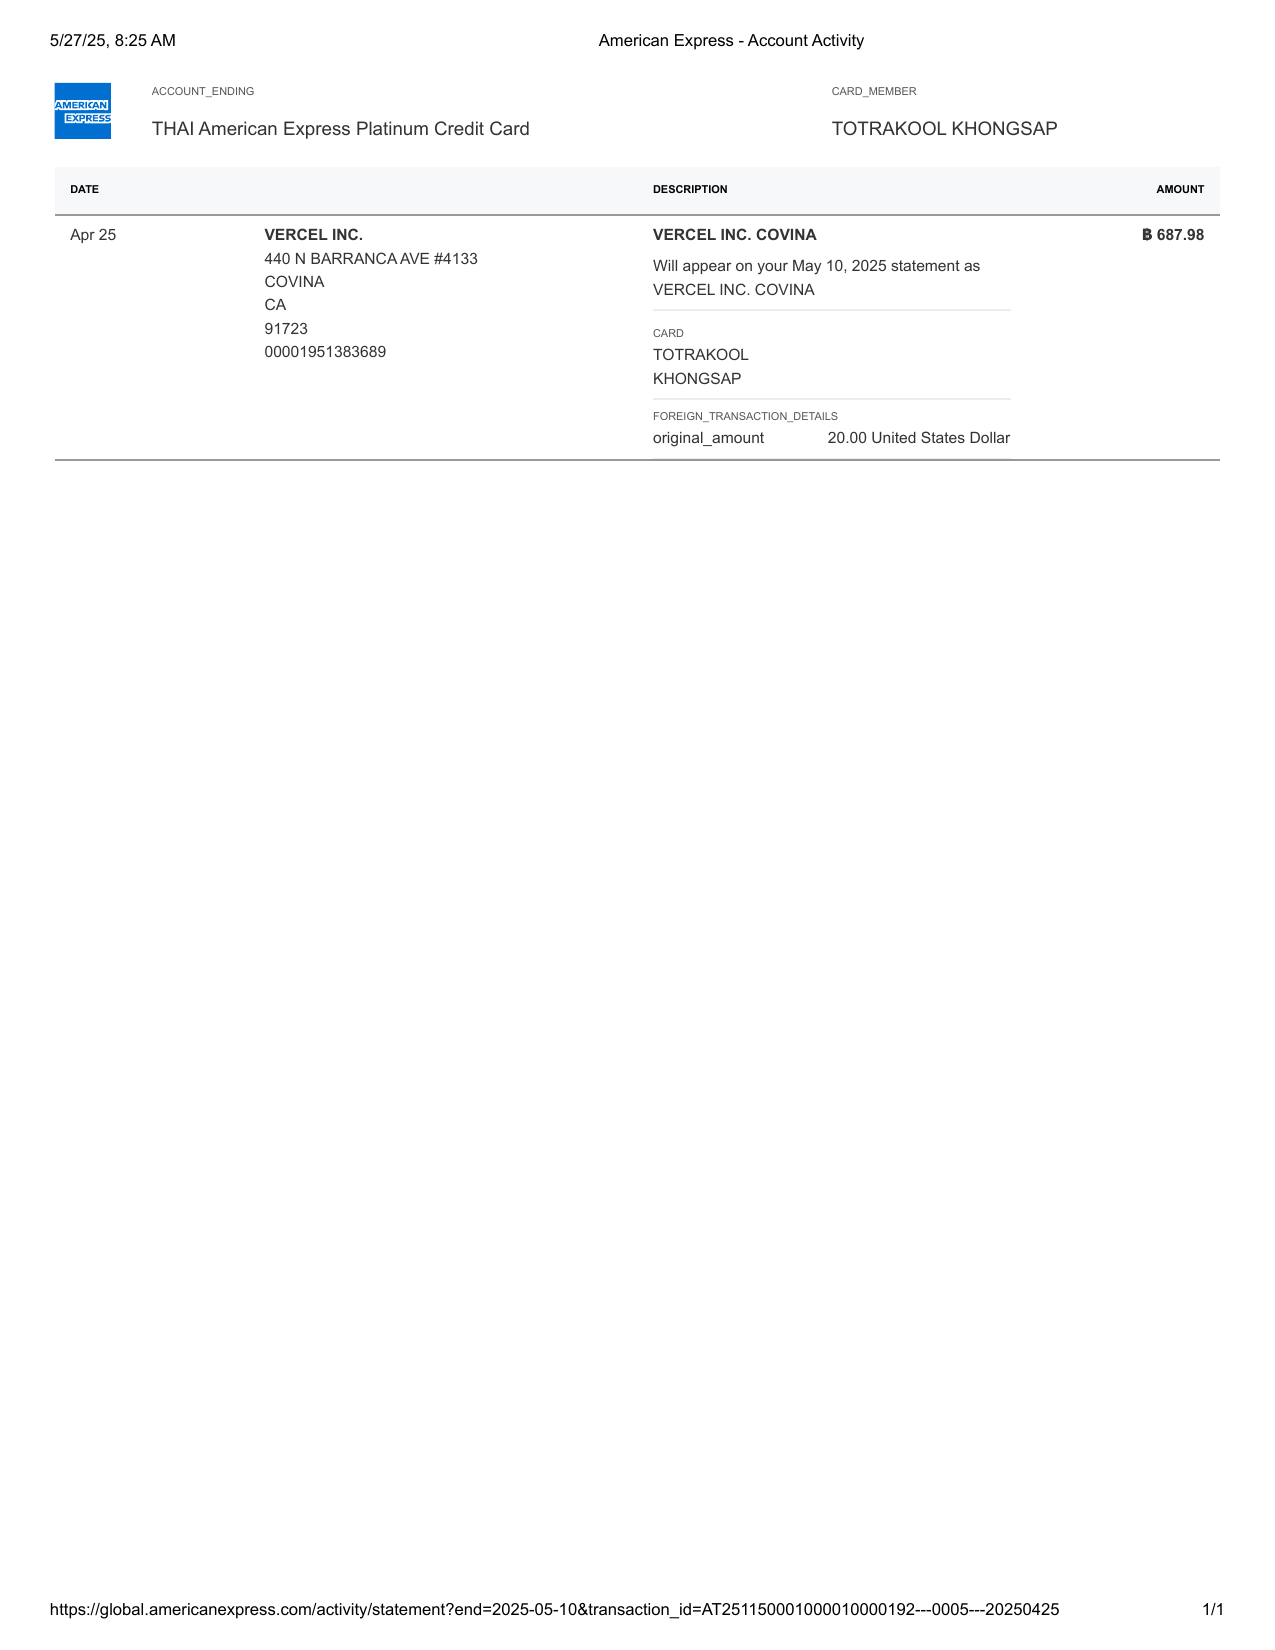 5/27/25, 8:25 AM American Express - Account Activity
AMERICAN
EXPRESS
ACCOUNT_ENDING CARD_MEMBER
THAI American Express Platinum Credit Card TOTRAKOOL KHONGSAP
DATE DESCRIPTION AMOUNT
Apr 25 VERCEL INC. VERCEL INC. COVINA ฿ 687.98
440 N BARRANCA AVE #4133
Will appear on your May 10, 2025 statement as
COVINA
VERCEL INC. COVINA
CA
91723
CARD
00001951383689
TOTRAKOOL
KHONGSAP
FOREIGN_TRANSACTION_DETAILS
original_amount 20.00 United States Dollar
https://global.americanexpress.com/activity/statement?end=2025-05-10&transaction_id=AT251150001000010000192---0005---20250425 1/1